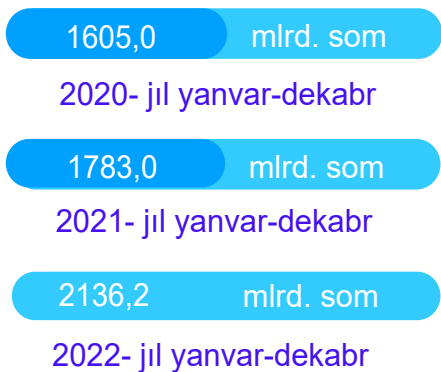 1605,0 mlrd. som
2020- jıl yanvar-dekabr
1783,0 mlrd. som
2021- jıl yanvar-dekabr
2136,2 mlrd. som
2022- jıl yanvar-dekabr